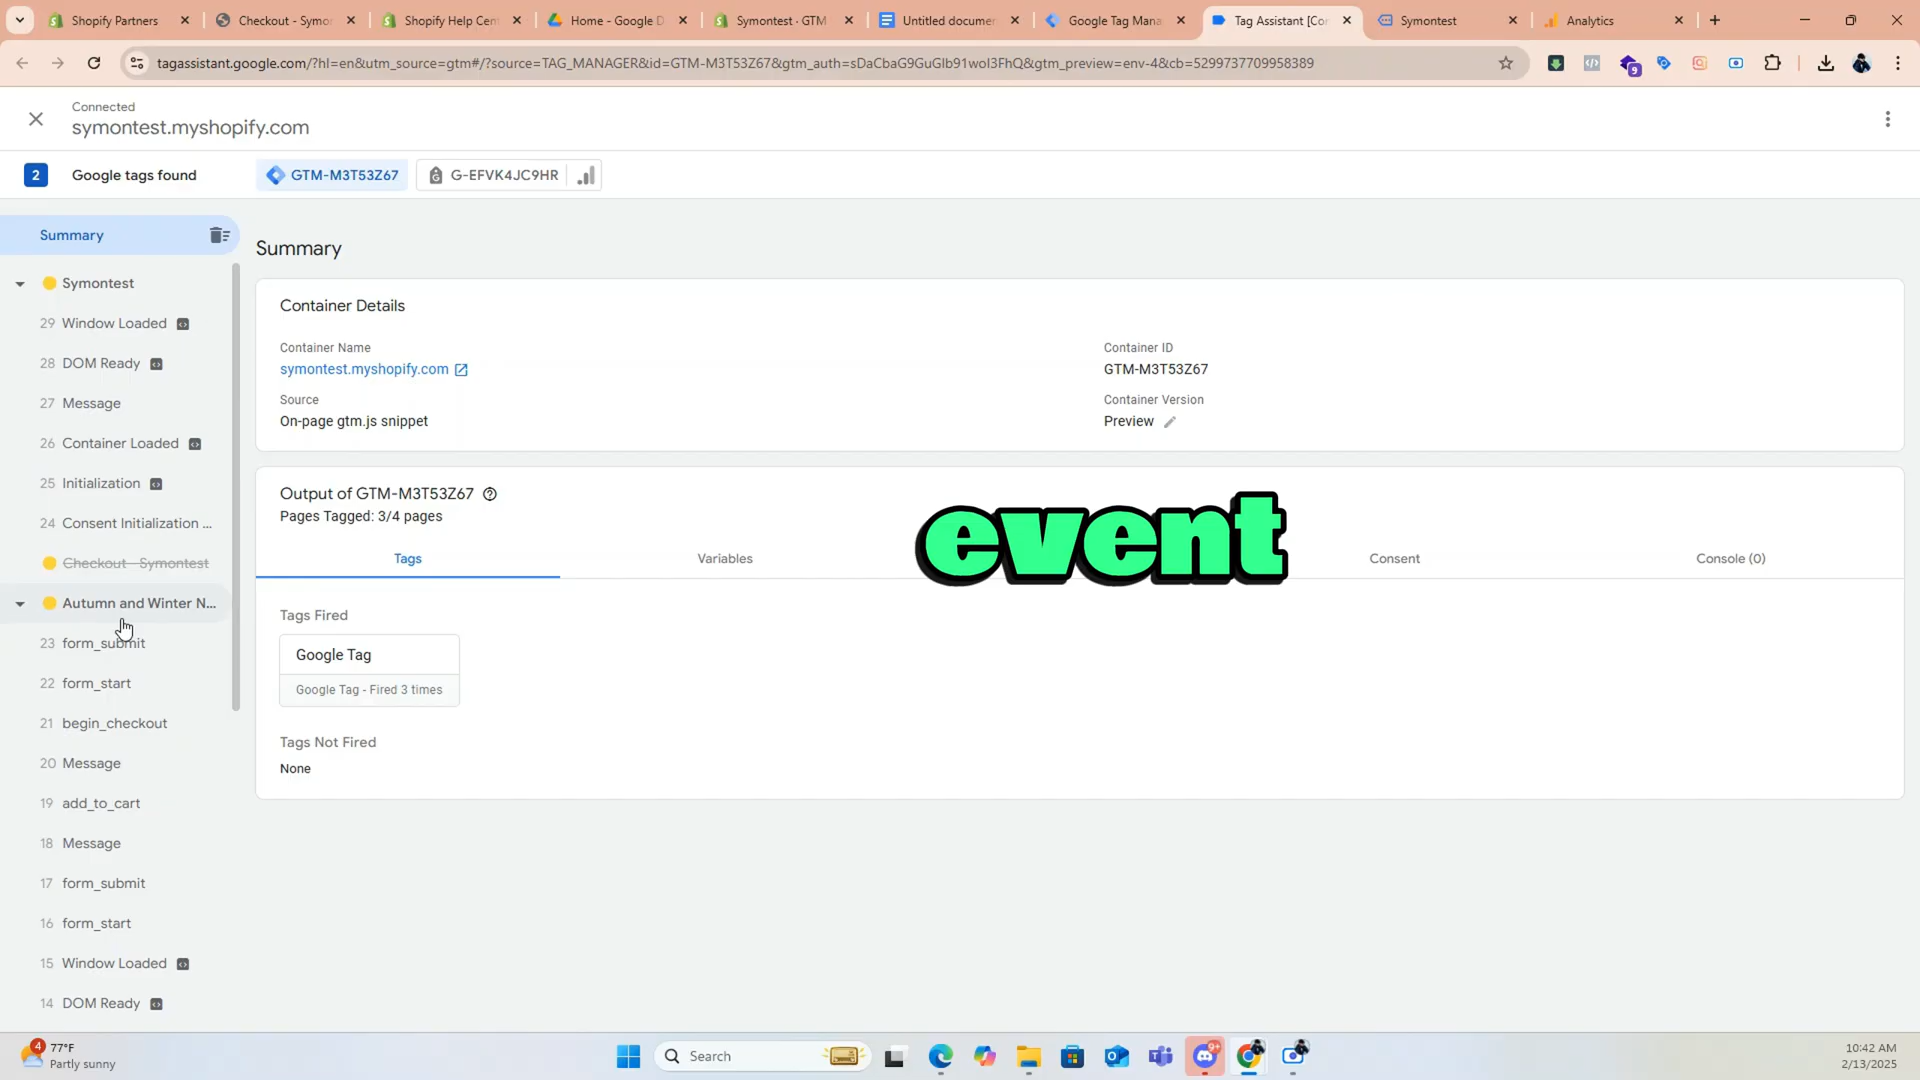 Shopify Partners
Checkout - Symon
Shopify Help Cen
Home - Google D
Symontest · GTM
Untitled documen
Google Tag Mana
Tag Assistant [Co
Symontest
Analytics
tagassistant.google.com/?hl=en&utm_source=gtm#/?source=TAG_MANAGER&id=GTM-M3T53Z67&gtm_auth=sDaCbaG9GuGIb91wol3FhQ&gtm_preview=env-4&cb=5299737709958389
9
Connected
symontest.myshopify.com
2 Google tags found GTM-M3T53Z67 G-EFVK4JC9HR
Summary
Symontest
29 Window Loaded
28 DOM Ready
27 Message
26 Container Loaded
25 Initialization
24 Consent Initialization ...
Checkout - Symontest
Autumn and Winter N...
23 form_submit
22 form_start
21 begin_checkout
20 Message
19 add_to_cart
18 Message
17 form_submit
16 form_start
15 Window Loaded
14 DOM Ready
Summary
Container Details
Container Name
symontest.myshopify.com
Container ID
GTM-M3T53Z67
Source
On-page gtm.js snippet
Container Version
Preview
Output of GTM-M3T53Z67
Pages Tagged: 3/4 pages
event
Tags Variables Consent Console (0)
Tags Fired
Google Tag
Google Tag - Fired 3 times
Tags Not Fired
None
4
77°F
Partly sunny
Search
9+
10:42 AM
2/13/2025